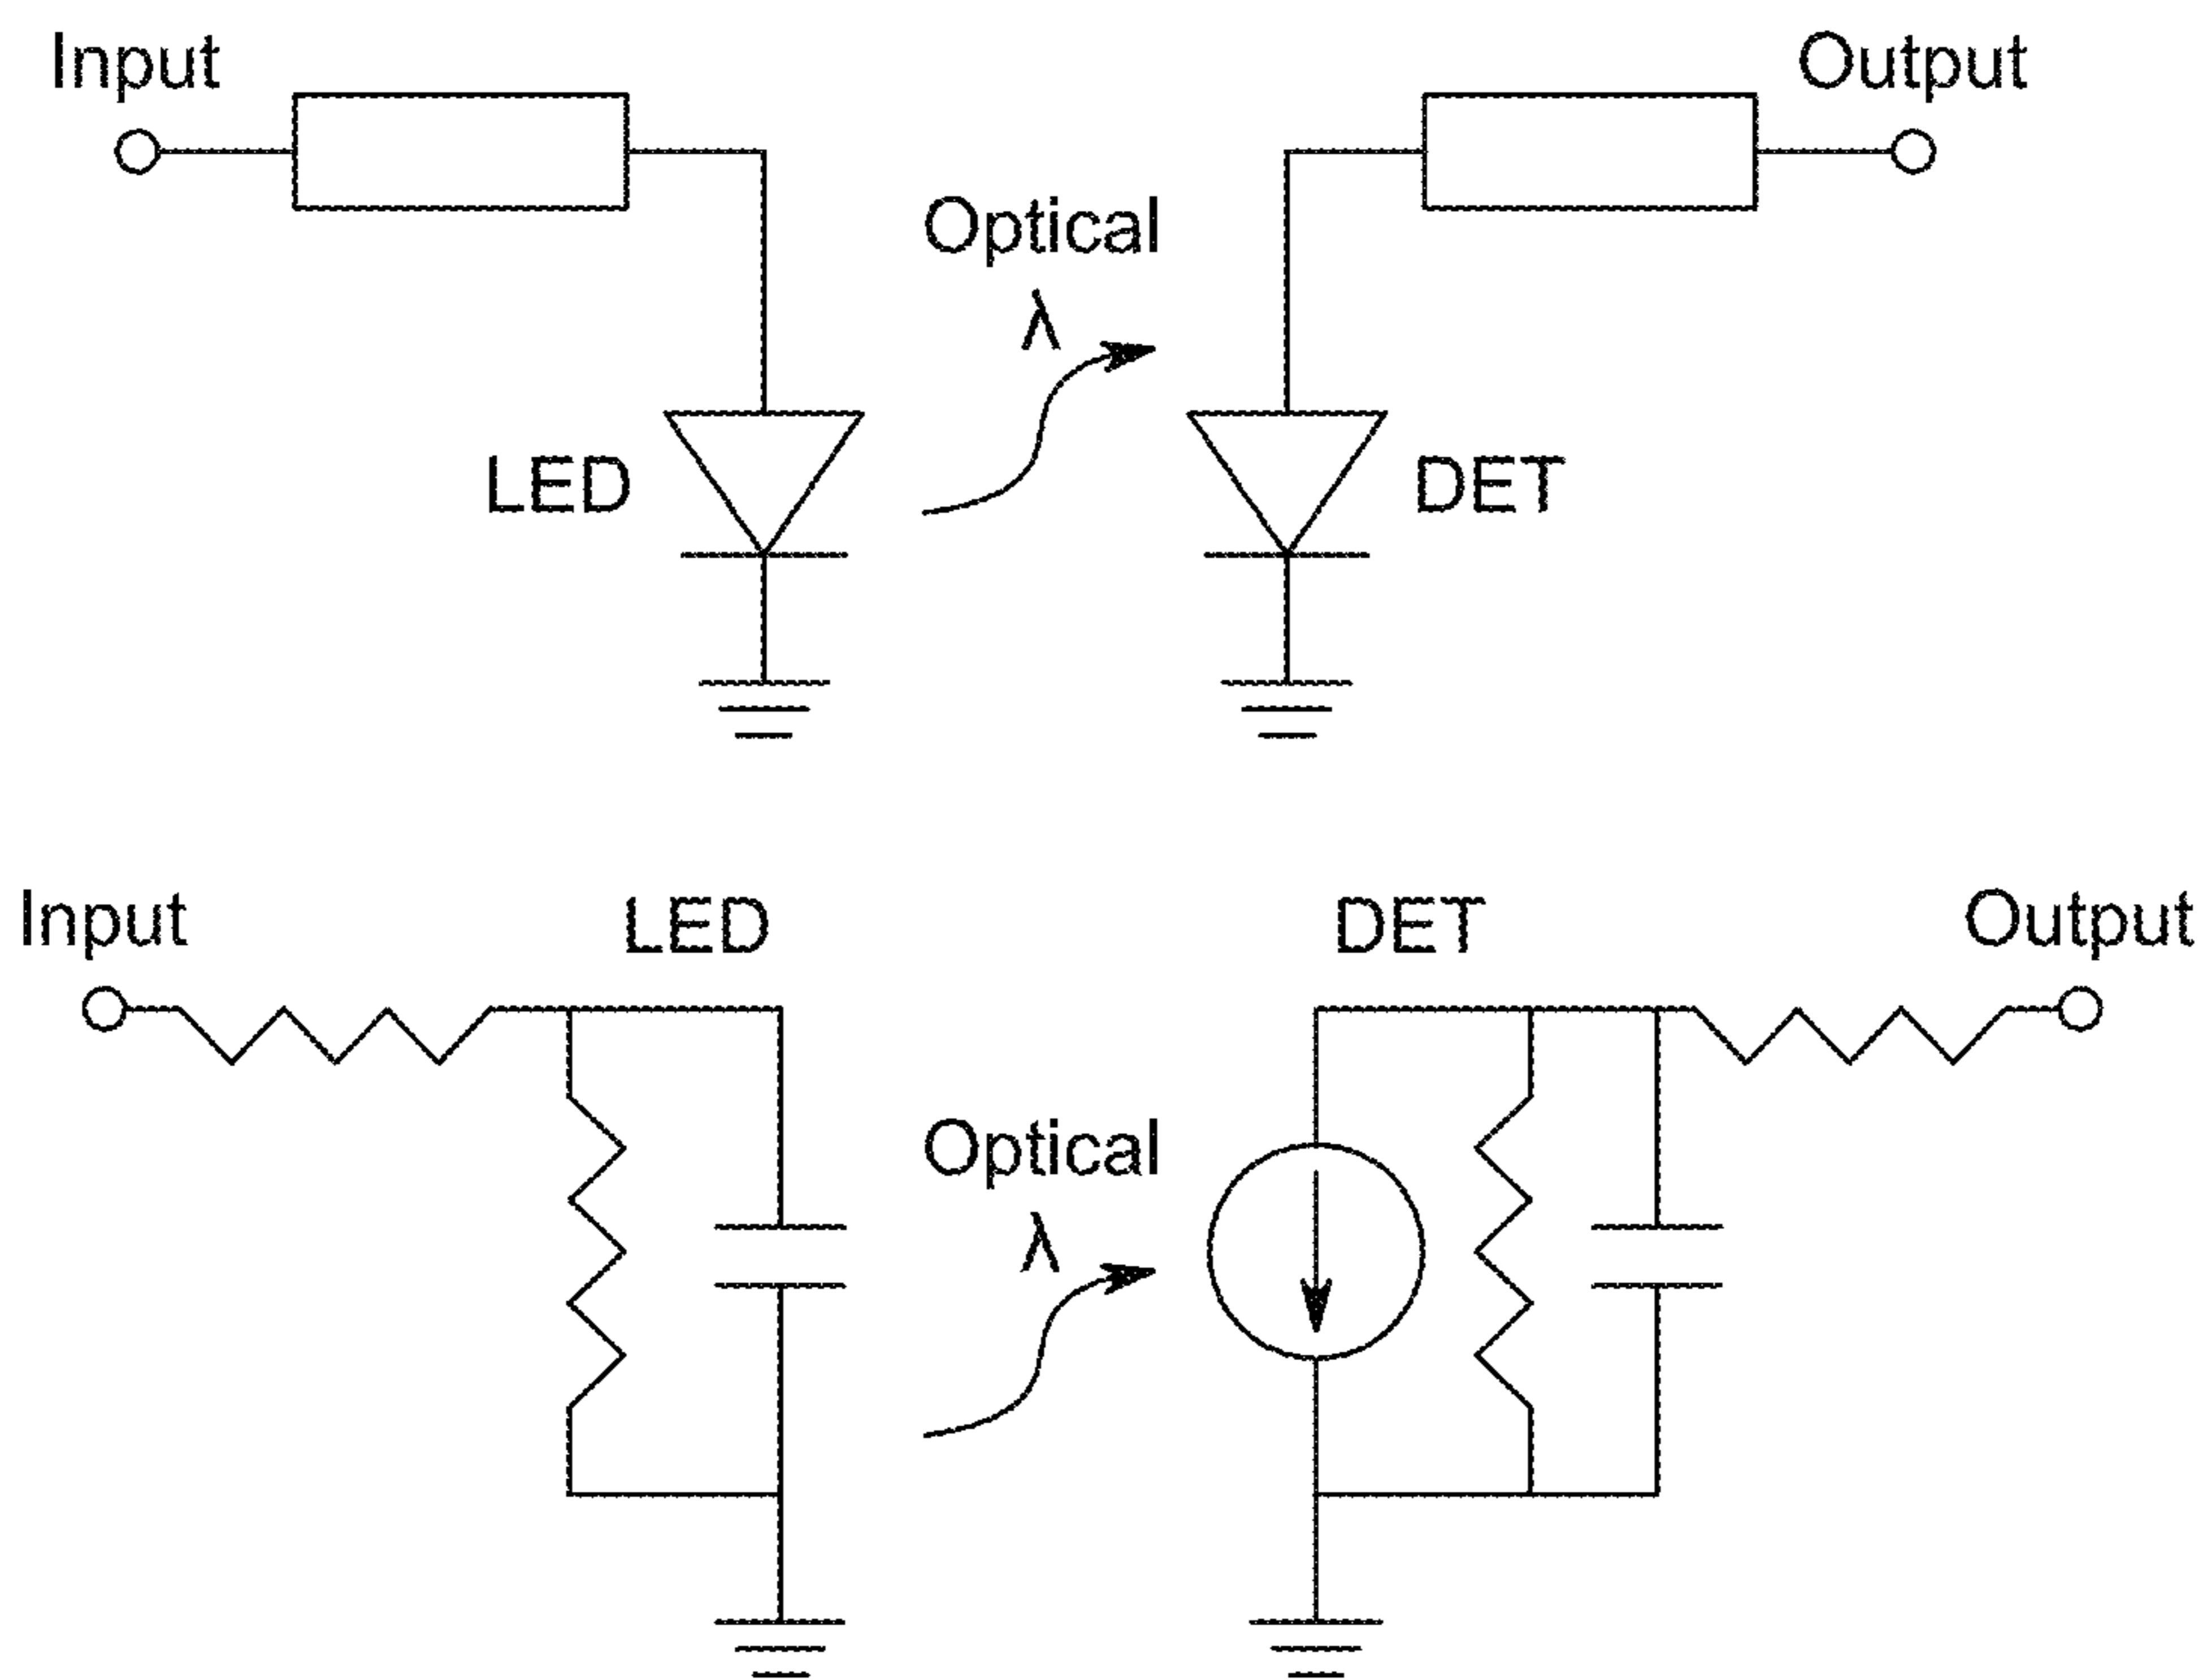 Input
Output
Optical
λ
LED
DET
Input
LED
DET
Output
Optical
λ